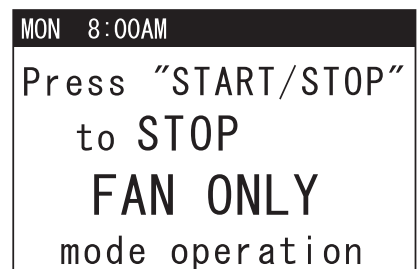 MON 8:00AM
Press "START/STOP"
to STOP
FAN ONLY
mode operation